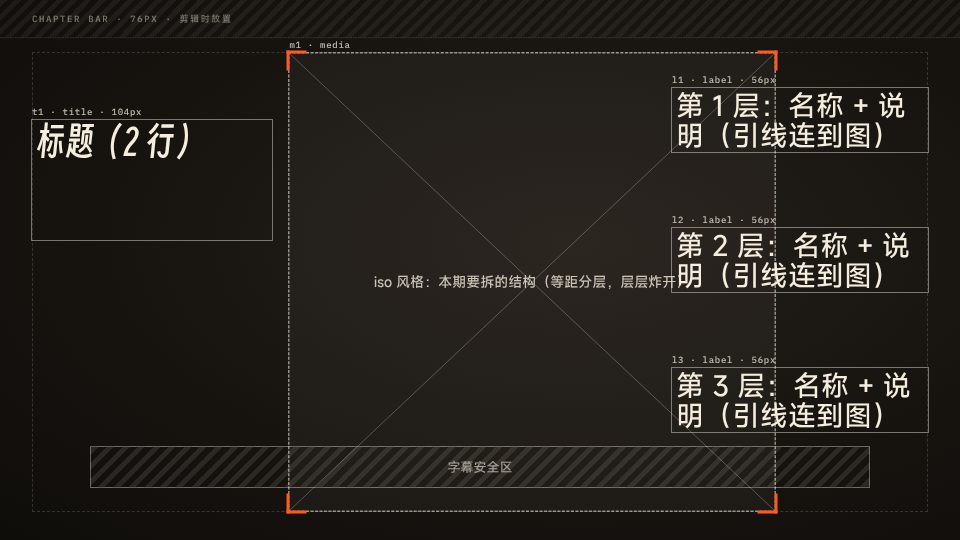 CHAPTER BAR · 76PX · 剪辑时放置
m1 · media
t1 · title · 104px
标题（2 行）
l1 · label · 56px
第 1 层：名称 + 说
明（引线连到图）
l2 · label · 56px
第 2 层：名称 + 说
明（引线连到图）
iso 风格：本期要拆的结构（等距分层，层层炸开
l3 · label · 56px
第 3 层：名称 + 说
明（引线连到图）
字幕安全区